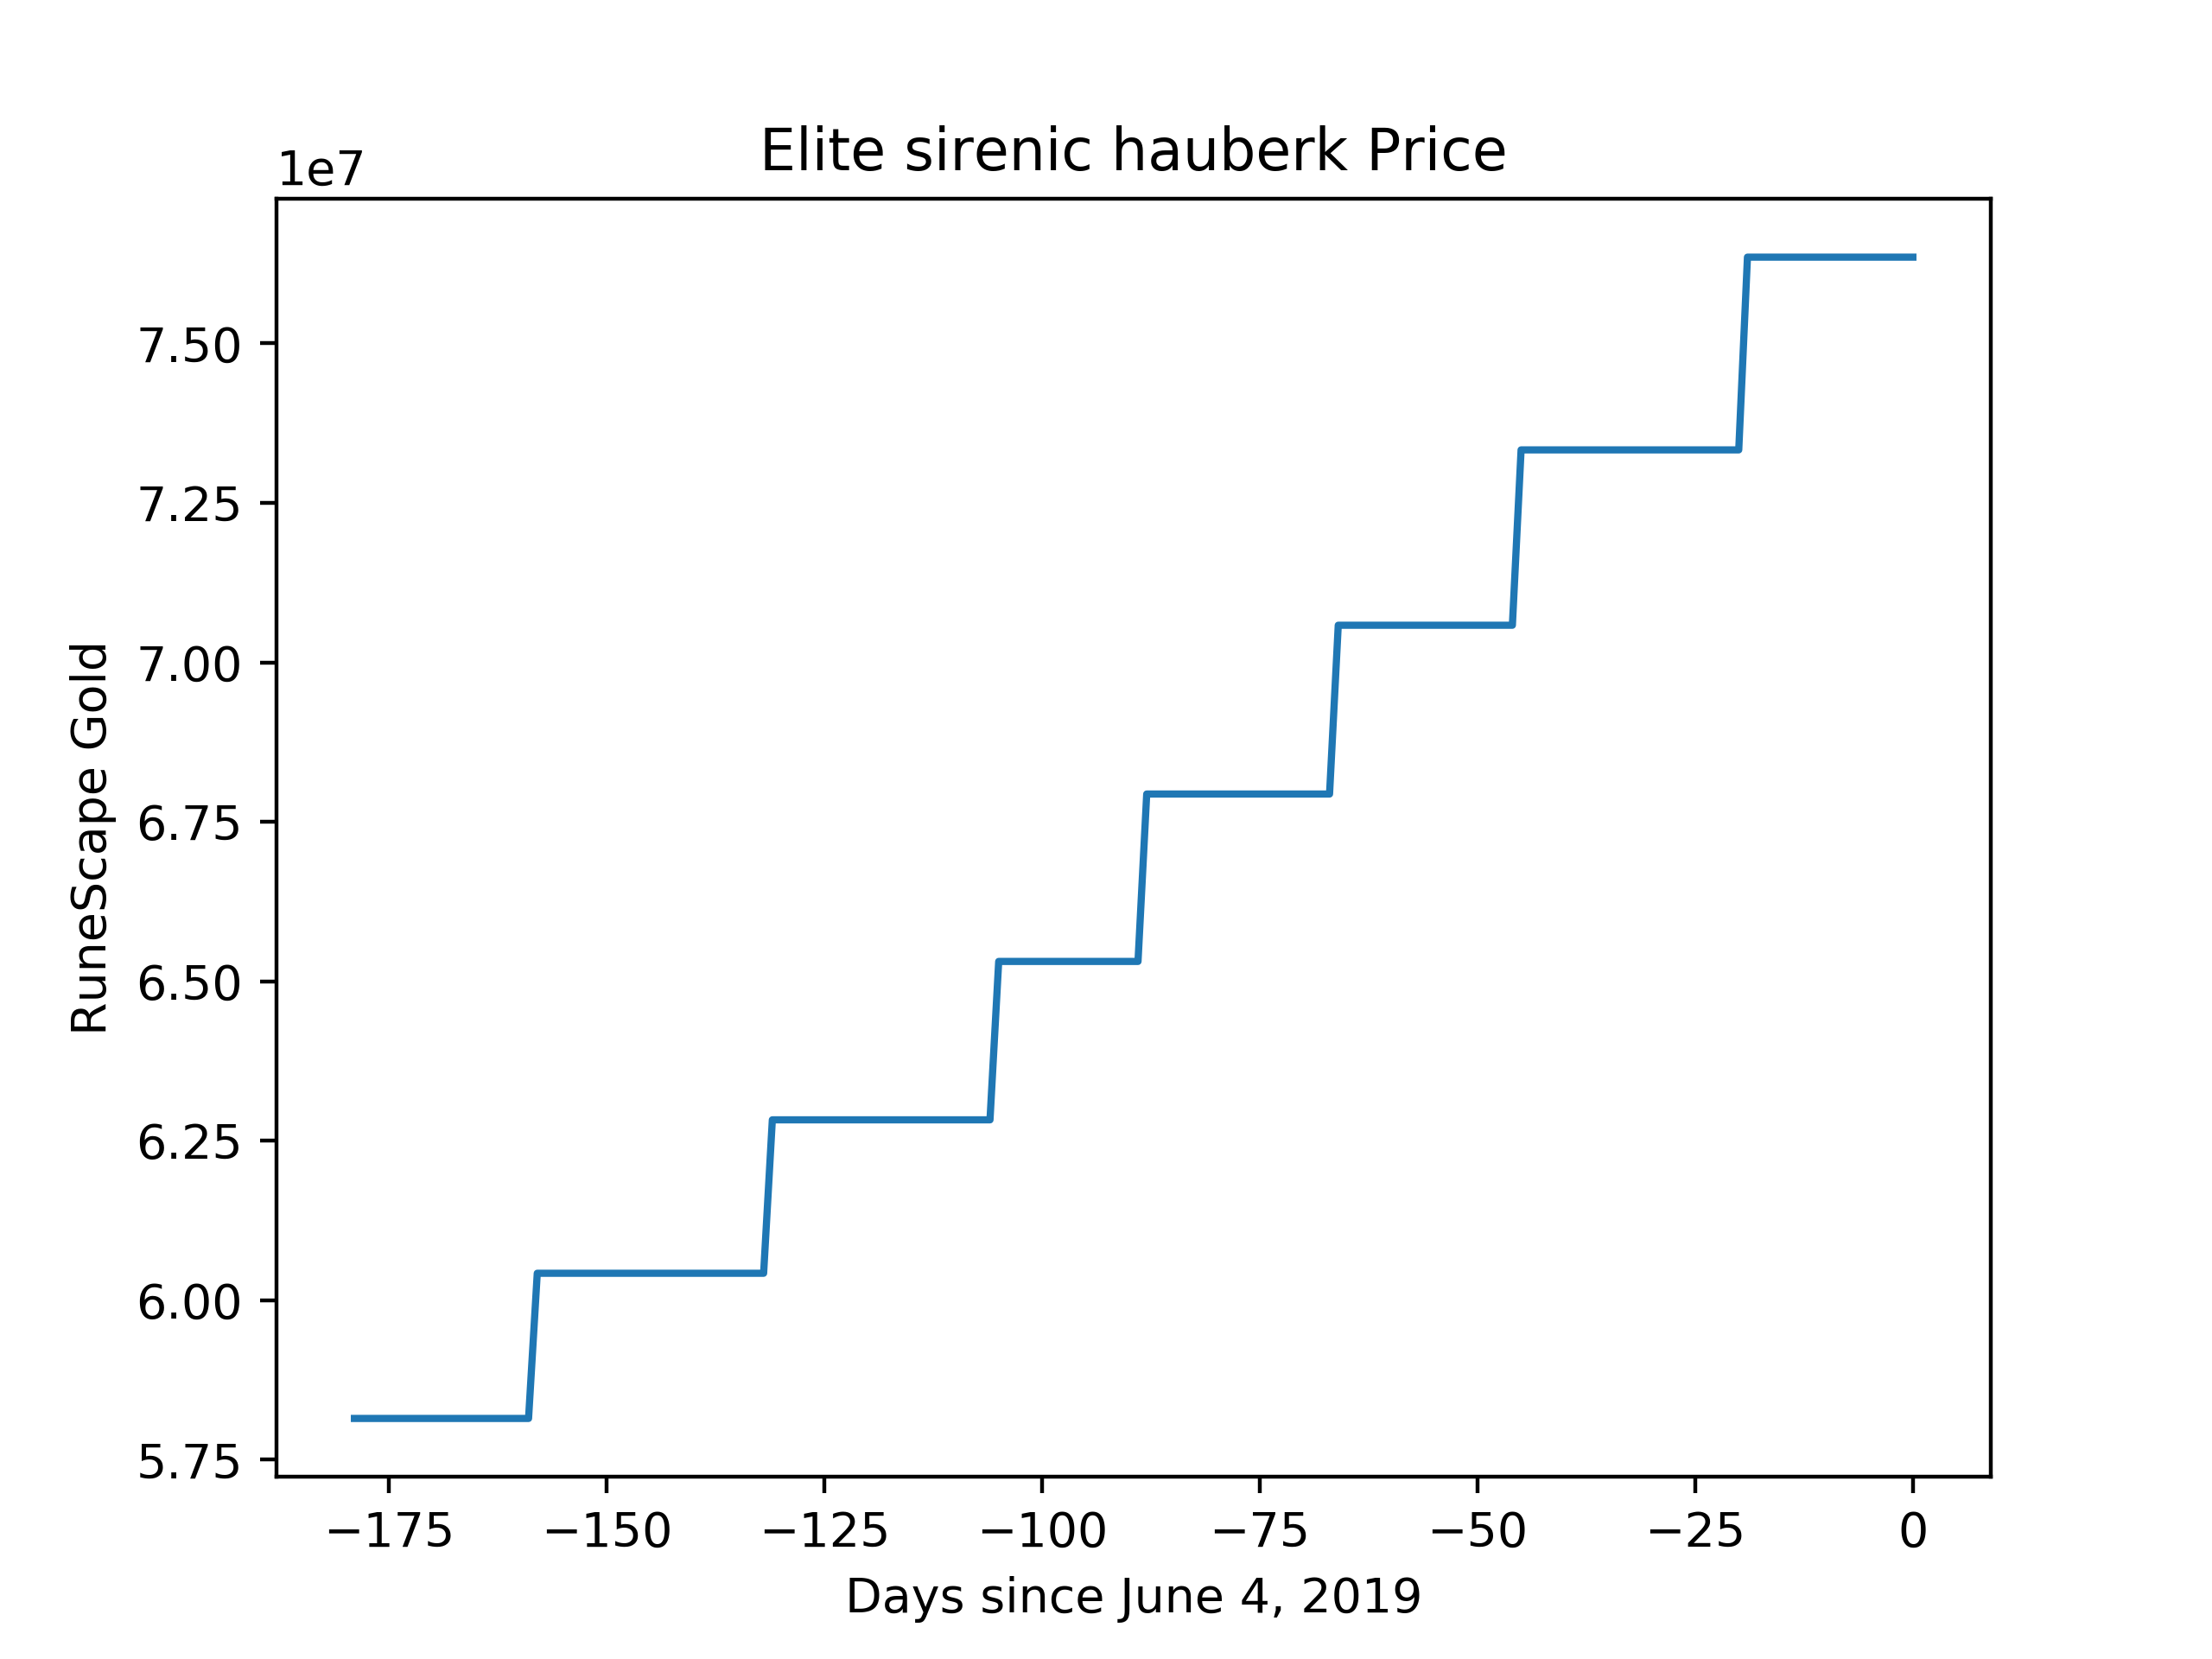 Elite sirenic hauberk Price
1e7
7.50
7.25
7.00
6.75
6.50
6.25
6.00
5.75
RuneScape Gold
−175 −150 −125 −100 −75 −50 −25 0
Days since June 4, 2019